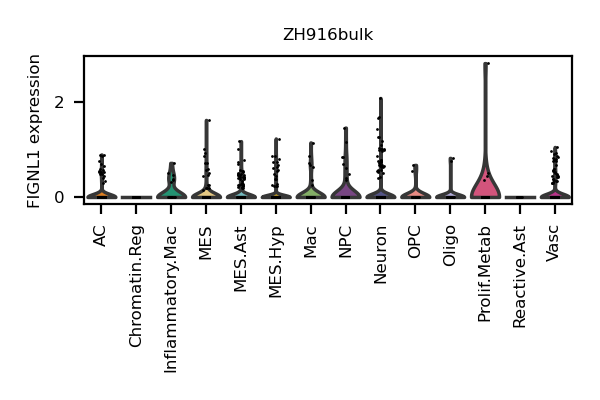 ZH916bulk
FIGNL1 expression
2
0
AC
Chromatin.Reg
Inflammatory.Mac
MES
MES.Ast
MES.Hyp
Mac
NPC
Neuron
OPC
Oligo
Prolif.Metab
Reactive.Ast
Vasc